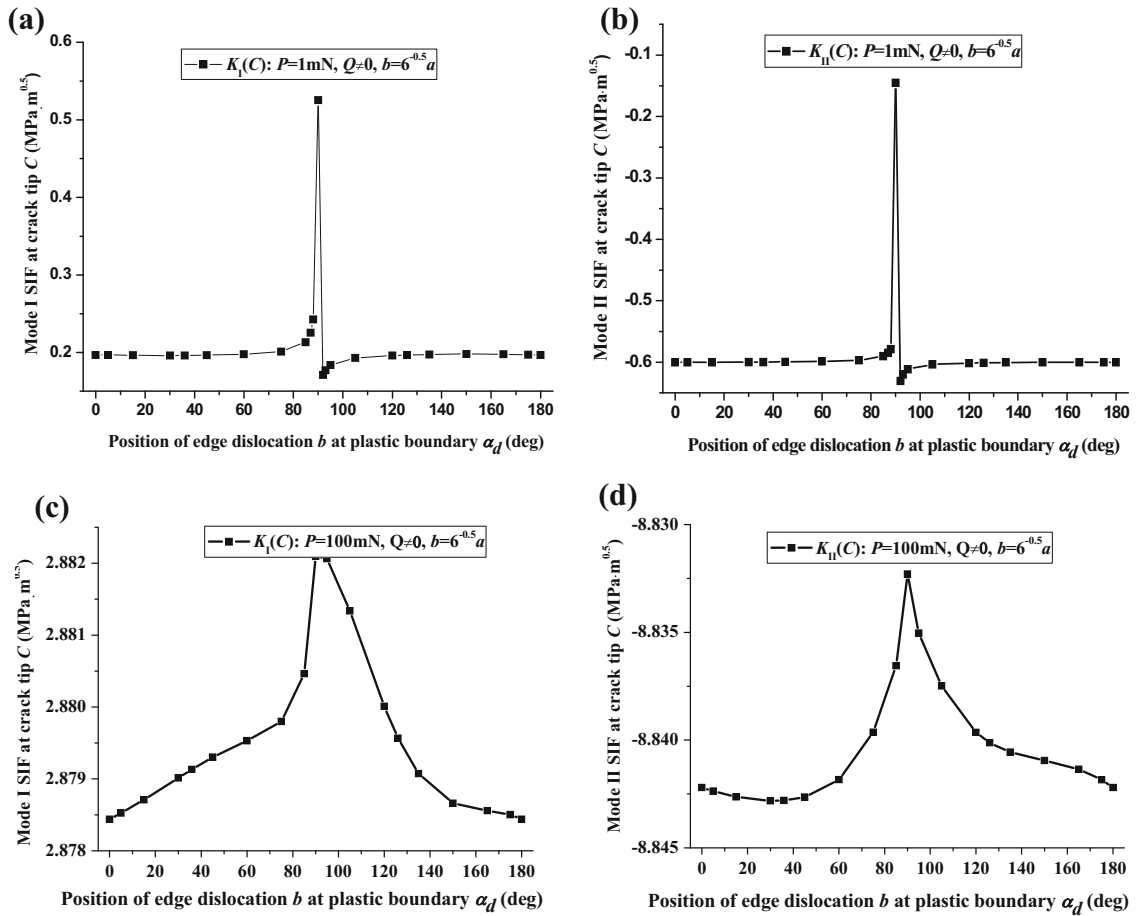 (a)
K_I(C): P=1mN, Q≠0, b=6^-0.5 a
Mode I SIF at crack tip C (MPa.m^0.5)
0.6
0.5
0.4
0.3
0.2
0 20 40 60 80 100 120 140 160 180
Position of edge dislocation b at plastic boundary α_d (deg)
(b)
K_II(C): P=1mN, Q≠0, b=6^-0.5 a
Mode II SIF at crack tip C (MPa·m^0.5)
-0.1
-0.2
-0.3
-0.4
-0.5
-0.6
0 20 40 60 80 100 120 140 160 180
Position of edge dislocation b at plastic boundary α_d (deg)
(c)
K_I(C): P=100mN, Q≠0, b=6^-0.5 a
Mode I SIF at crack tip C (MPa.m^0.5)
2.882
2.881
2.880
2.879
2.878
0 20 40 60 80 100 120 140 160 180
Position of edge dislocation b at plastic boundary α_d (deg)
(d)
K_II(C): P=100mN, Q≠0, b=6^-0.5 a
Mode II SIF at crack tip C (MPa·m^0.5)
-8.830
-8.835
-8.840
-8.845
0 20 40 60 80 100 120 140 160 180
Position of edge dislocation b at plastic boundary α_d (deg)